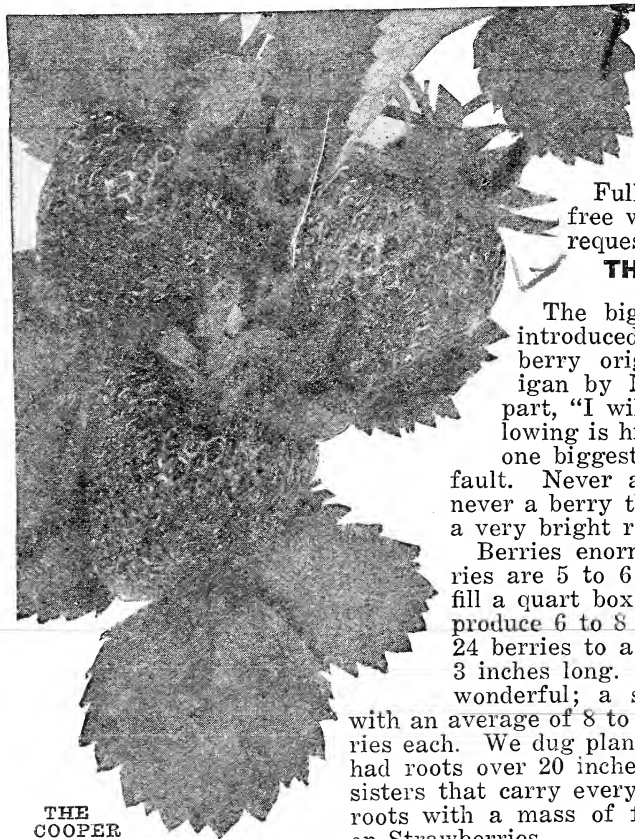 Full
free w
reques
TH
The big
introduced
berry orig
igan by
part, "I wil
lowing is h
one biggest
fault. Never a
never a berry t
a very bright r
Berries enorm
ries are 5 to 6
fill a quart box
produce 6 to 8
24 berries to a
3 inches long.
wonderful; a s
with an average of 8 to
ries each. We dug plan
had roots over 20 inche
sisters that carry every
roots with a mass of f
on Strawberries
THE
COOPER